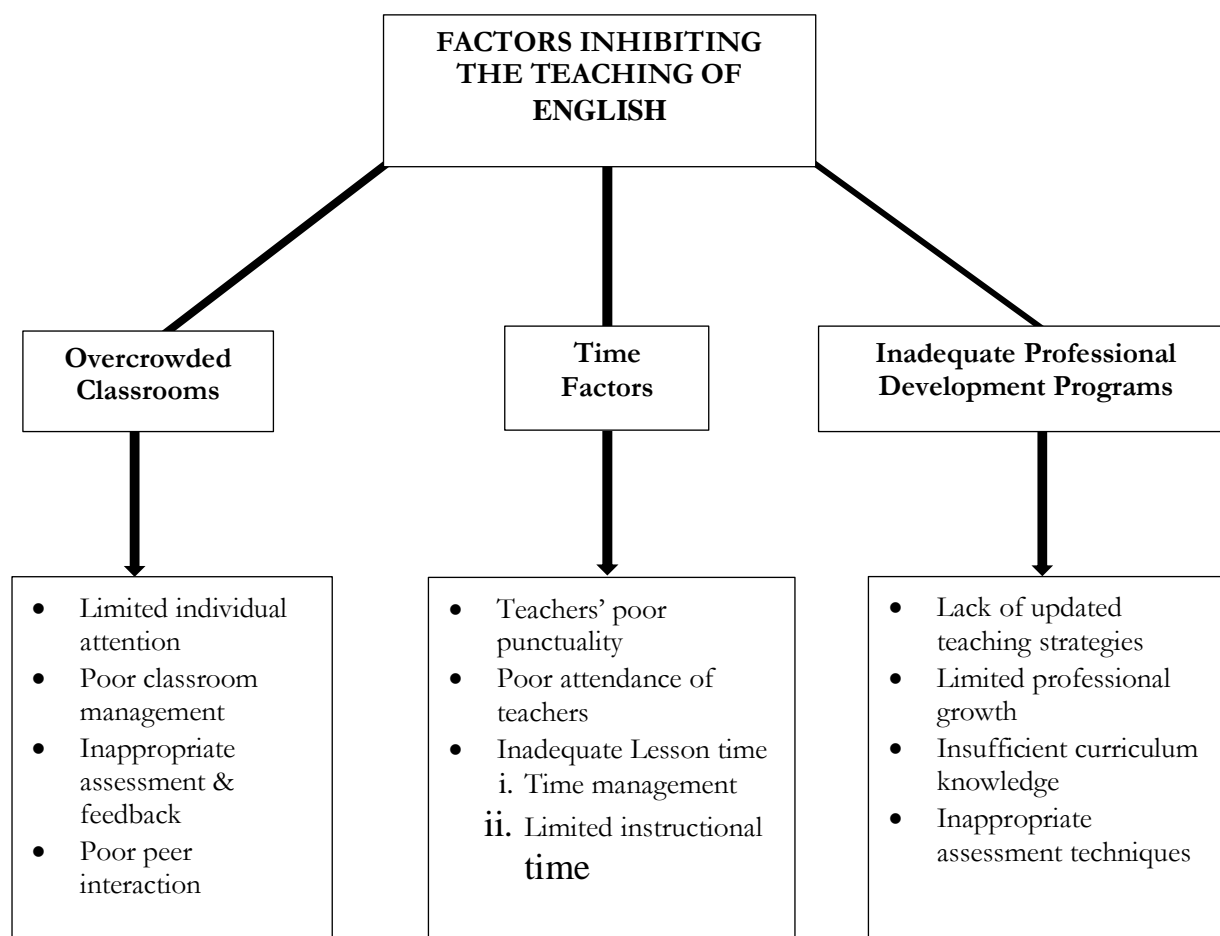 FACTORS INHIBITING
THE TEACHING OF
ENGLISH
Overcrowded
Classrooms
Time
Factors
Inadequate Professional
Development Programs
• Limited individual
attention
• Poor classroom
management
• Inappropriate
assessment &
feedback
• Poor peer
interaction
• Teachers’ poor
punctuality
• Poor attendance of
teachers
• Inadequate Lesson time
i. Time management
ii. Limited instructional
time
• Lack of updated
teaching strategies
• Limited professional
growth
• Insufficient curriculum
knowledge
• Inappropriate
assessment techniques